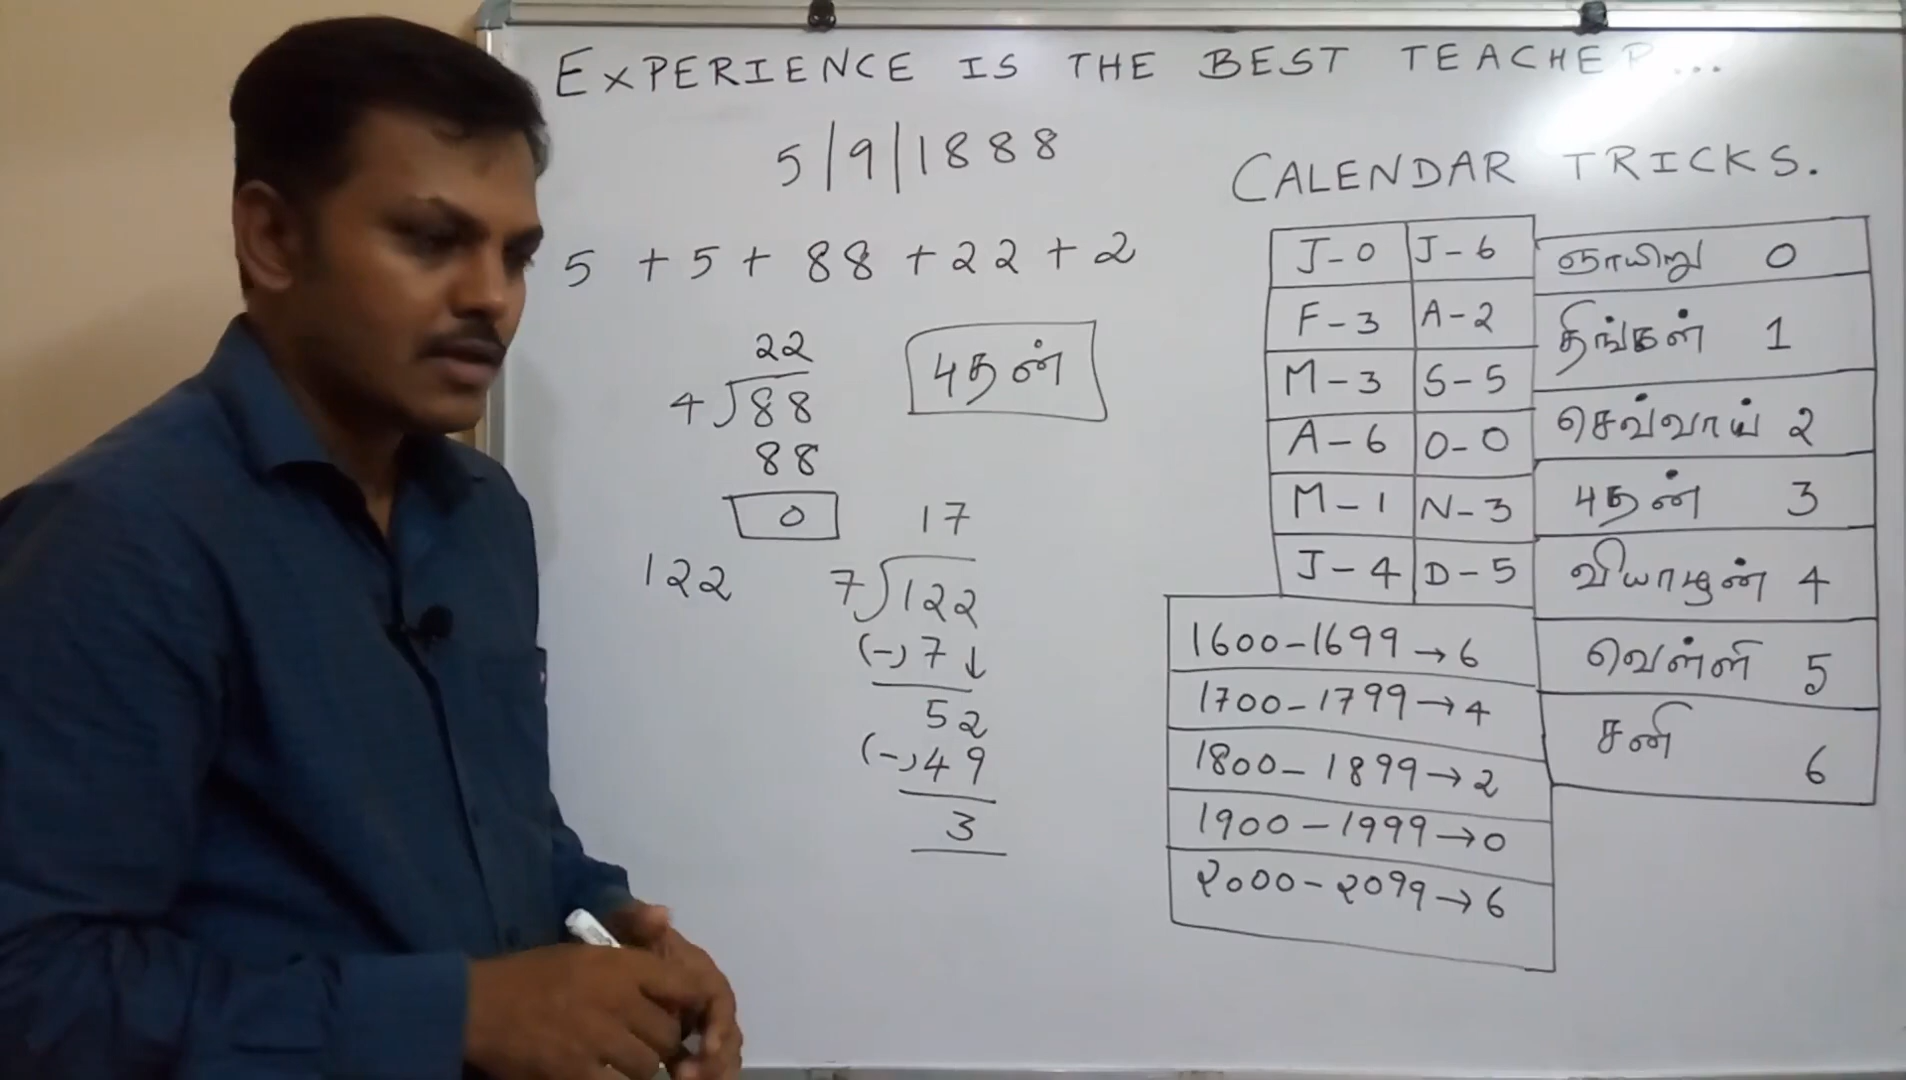 EXPERIENCE IS THE BEST TEACHER...
5/9/1888
5 + 5 + 88 + 22 + 2
22
4)88
88
0
புதன்
122
17
7)122
(-)7↓
52
(-)49
3
CALENDAR TRICKS.
J-0 J-6
F-3 A-2
M-3 S-5
A-6 O-0
M-1 N-3
J-4 D-5
ஞாயிறு 0
திங்கள் 1
செவ்வாய் 2
புதன் 3
வியாழன் 4
வெள்ளி 5
சனி 6
1600-1699→6
1700-1799→4
1800-1899→2
1900-1999→0
2000-2099→6